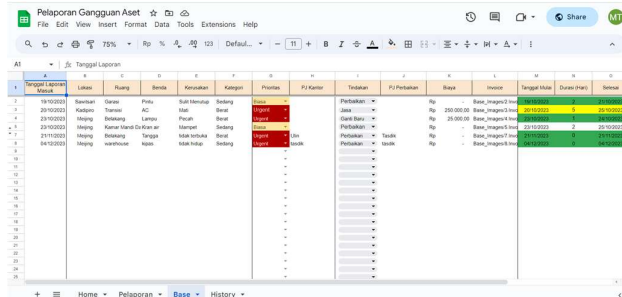 Pelaporan Gangguan Aset
File Edit View Insert Format Data Tools Extensions Help
Share
MT
75% Rp % .0 .00 123 Defaul... - 11 + B I S A
A1 fx Tanggal Laporan
A B C D E F G H I J K L M N O
1 Tanggal Laporan Masuk Lokasi Ruang Benda Kerusakan Kategori Prioritas PJ Kantor Tindakan PJ Perbaikan Biaya Invoice Tanggal Mulai Durasi (Hari) Selesai
2 19/10/2023 Sawisari Garasi Pintu Sulit Menutup Sedang Biasa Perbaikan Rp - Base_Images/2.Invo 19/10/2023 2 21/10/202
3 20/10/2023 Kadipiro Transisi AC Mati Berat Urgent Jasa Rp 250.000,00 Base_Images/3.Invo 20/10/2023 5 25/10/202
4 23/10/2023 Mejing Belakang Lampu Pecah Berat Urgent Ganti Baru Rp 25.000,00 Base_Images/4.Invo 23/10/2023 1 24/10/202
23/10/2023 Mejing Kamar Mandi Da Kran air Mampet Sedang Biasa Perbaikan Rp - Base_Images/5.Invo 23/10/2023 2 25/10/202
21/11/2023 Mejing Belakang Tangga tidak terbuka Berat Urgent Ulin Perbaikan Tasdik Rp - Base_Images/7.Invo 21/11/2023 0 21/11/202
04/12/2023 Mejing warehouse kipas tidak hidup Sedang Urgent tasdik Perbaikan tasdik Rp - Base_Images/8.Invo 04/12/2023 0 04/12/202
Home Pelaporan Base History